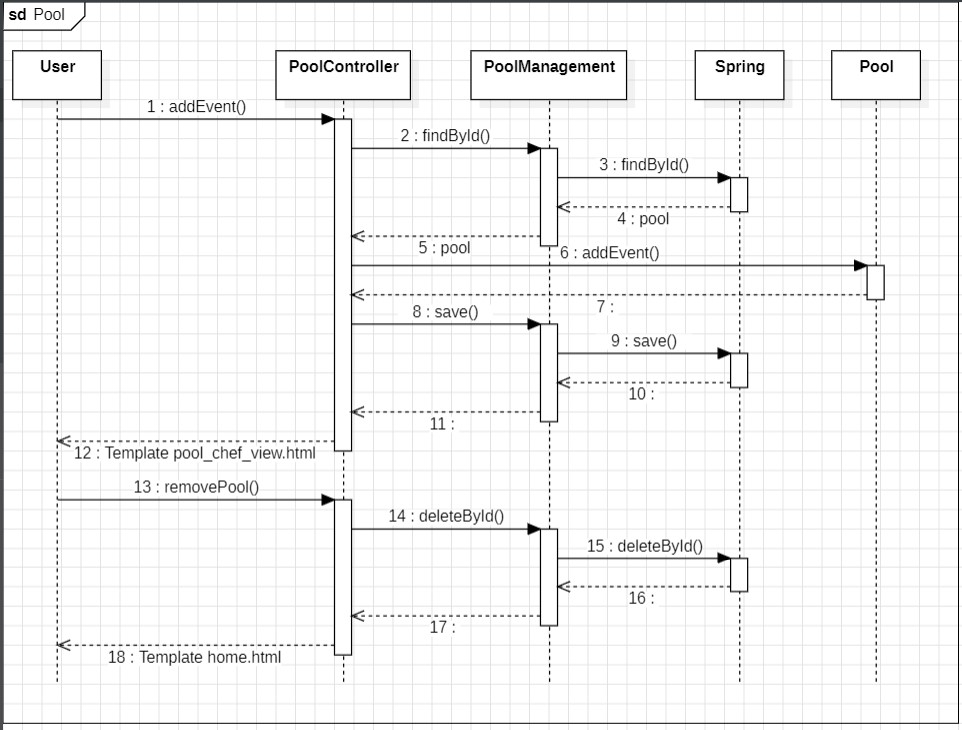 sd Pool
User PoolController PoolManagement Spring Pool
1 : addEvent()
2 : findById()
3 : findById()
4 : pool
5 : pool
6 : addEvent()
7 :
8 : save()
9 : save()
10 :
11 :
12 : Template pool_chef_view.html
13 : removePool()
14 : deleteById()
15 : deleteById()
16 :
17 :
18 : Template home.html